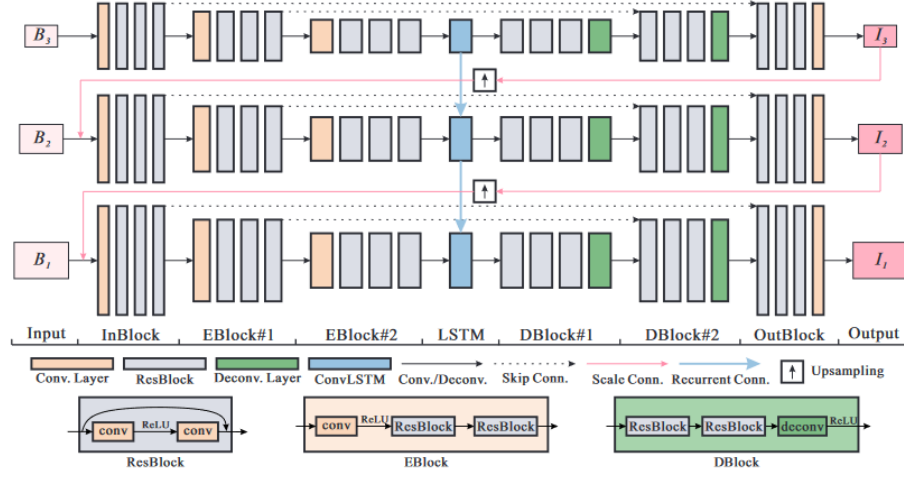 B3
I3
B2
I2
B1
I1
Input InBlock EBlock#1 EBlock#2 LSTM DBlock#1 DBlock#2 OutBlock Output
Conv. Layer ResBlock Deconv. Layer ConvLSTM Conv./Deconv. Skip Conn. Scale Conn. Recurrent Conn. Upsampling
conv ReLU conv
ResBlock
conv ReLU ResBlock ResBlock
EBlock
ResBlock ResBlock deconv ReLU
DBlock